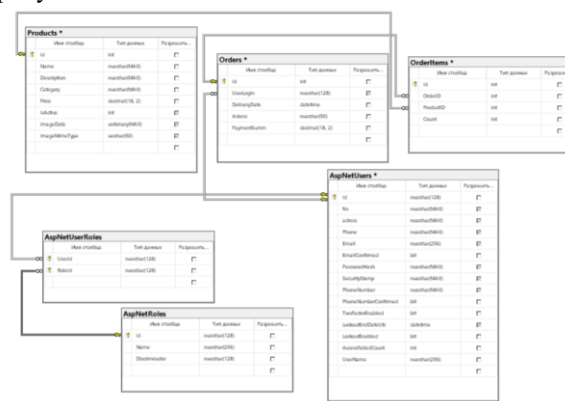 Products *
Имя столбца Тип данных Разрешить...
Id int
Name nvarchar(MAX)
Description nvarchar(MAX)
Category nvarchar(MAX)
Price decimal(18, 2)
IsActive int
ImageData varbinary(MAX)
ImageMimeType varchar(50)
Orders *
Имя столбца Тип данных Разрешить...
Id int
UserLogin nvarchar(128)
DeliveryDate datetime
Adress nvarchar(50)
PaymentSumm decimal(18, 2)
OrderItems *
Имя столбца Тип данных Разрешить...
Id int
OrderID int
ProductID int
Count int
AspNetUsers *
Имя столбца Тип данных Разрешить...
Id nvarchar(128)
nvarchar(MAX)
adress nvarchar(MAX)
Phone nvarchar(MAX)
Email nvarchar(256)
EmailConfirmed bit
PasswordHash nvarchar(MAX)
SecurityStamp nvarchar(MAX)
PhoneNumber nvarchar(MAX)
PhoneNumberConfirmed bit
TwoFactorEnabled bit
LockoutEndDateUtc datetime
LockoutEnabled bit
AccessFailedCount int
UserName nvarchar(256)
AspNetUserRoles
Имя столбца Тип данных Разрешить...
UserId nvarchar(128)
RoleId nvarchar(128)
AspNetRoles
Имя столбца Тип данных Разрешить...
Id nvarchar(128)
Name nvarchar(256)
Discriminator nvarchar(128)